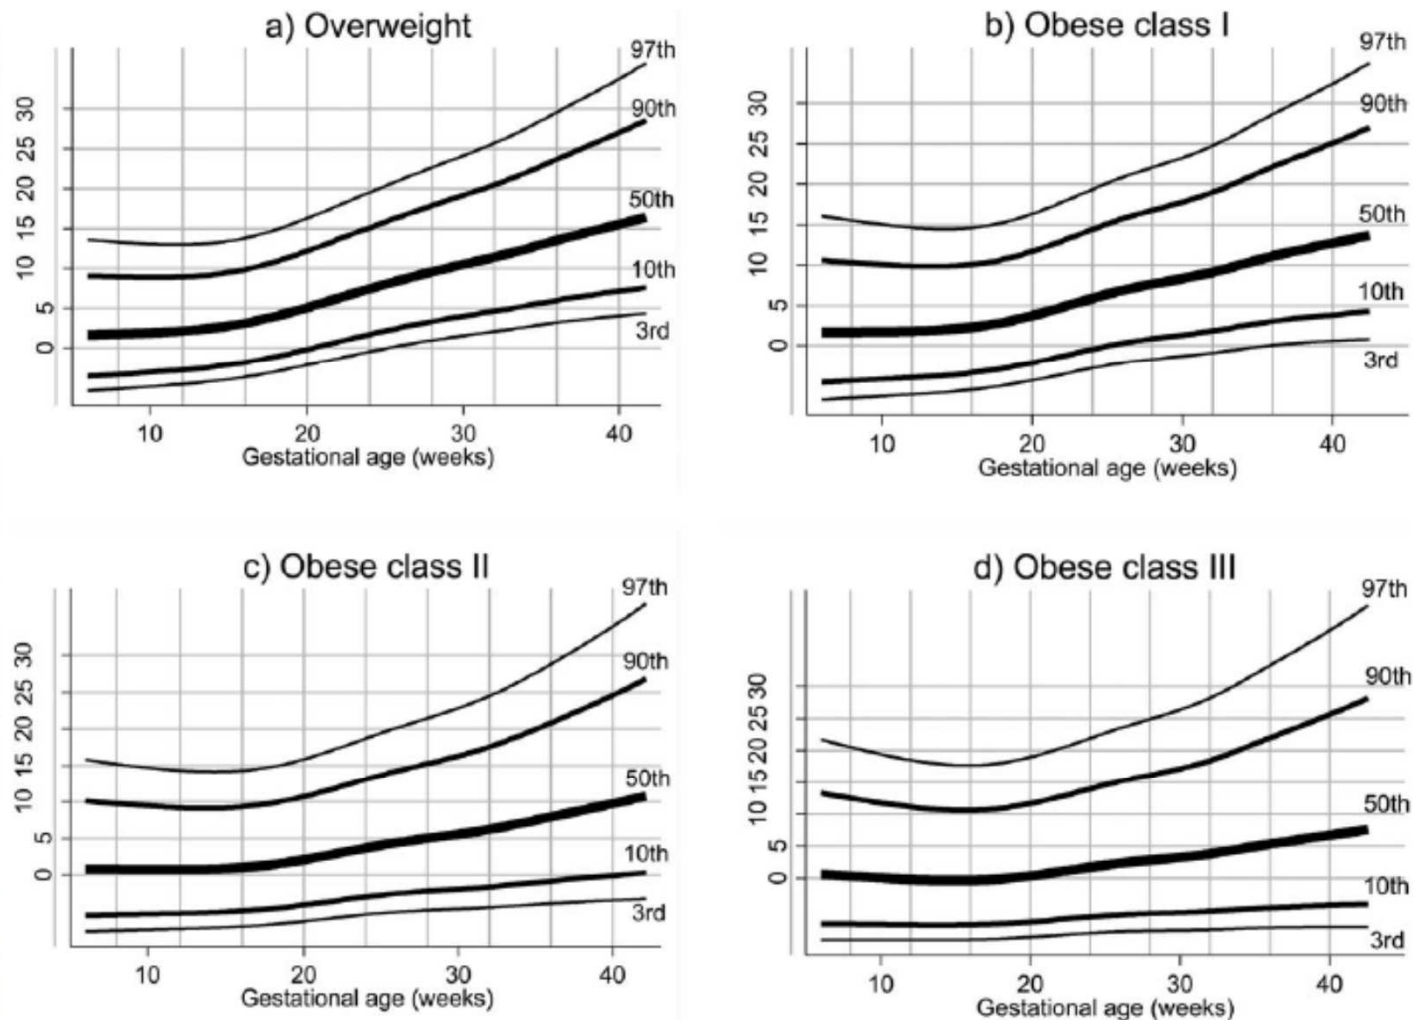 a) Overweight
97th
90th
50th
10th
3rd
30
25
20
15
10
5
0
10 20 30 40
Gestational age (weeks)
b) Obese class I
97th
90th
50th
10th
3rd
30
25
20
15
10
5
0
10 20 30 40
Gestational age (weeks)
c) Obese class II
97th
90th
50th
10th
3rd
30
25
20
15
10
5
0
10 20 30 40
Gestational age (weeks)
d) Obese class III
97th
90th
50th
10th
3rd
30
25
20
15
10
5
0
10 20 30 40
Gestational age (weeks)